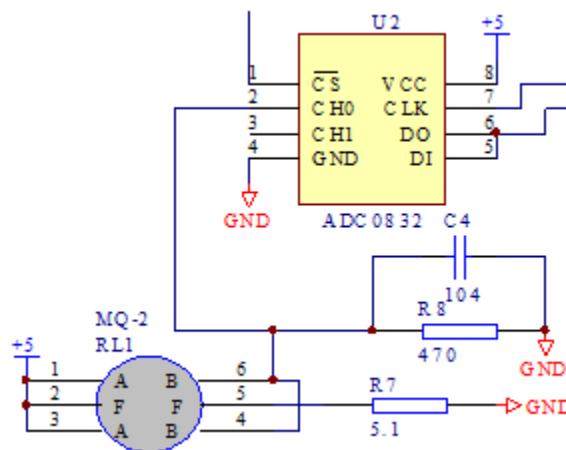 U2
+5
1 CS VCC 8
2 CH0 CLK 7
3 CH1 DO 6
4 GND DI 5
GND
ADC0832
C4
104
MQ-2
RL1
R8
470
GND
+5
1 A B 6
2 F F 5
3 A B 4
R7
5.1
GND